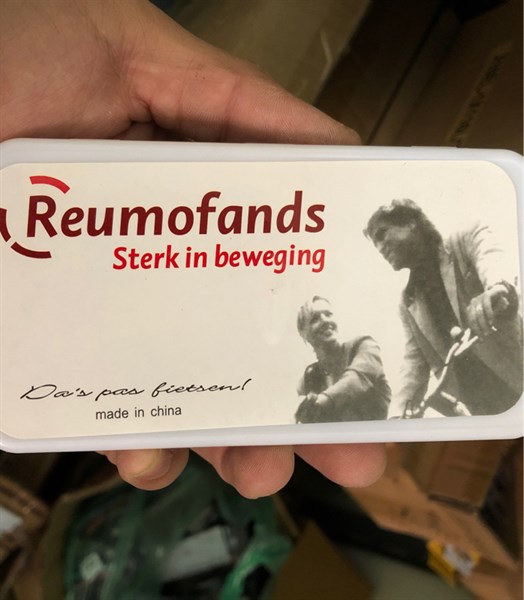 Reumofands
Sterk in beweging
Da's pas fietsen!
made in china